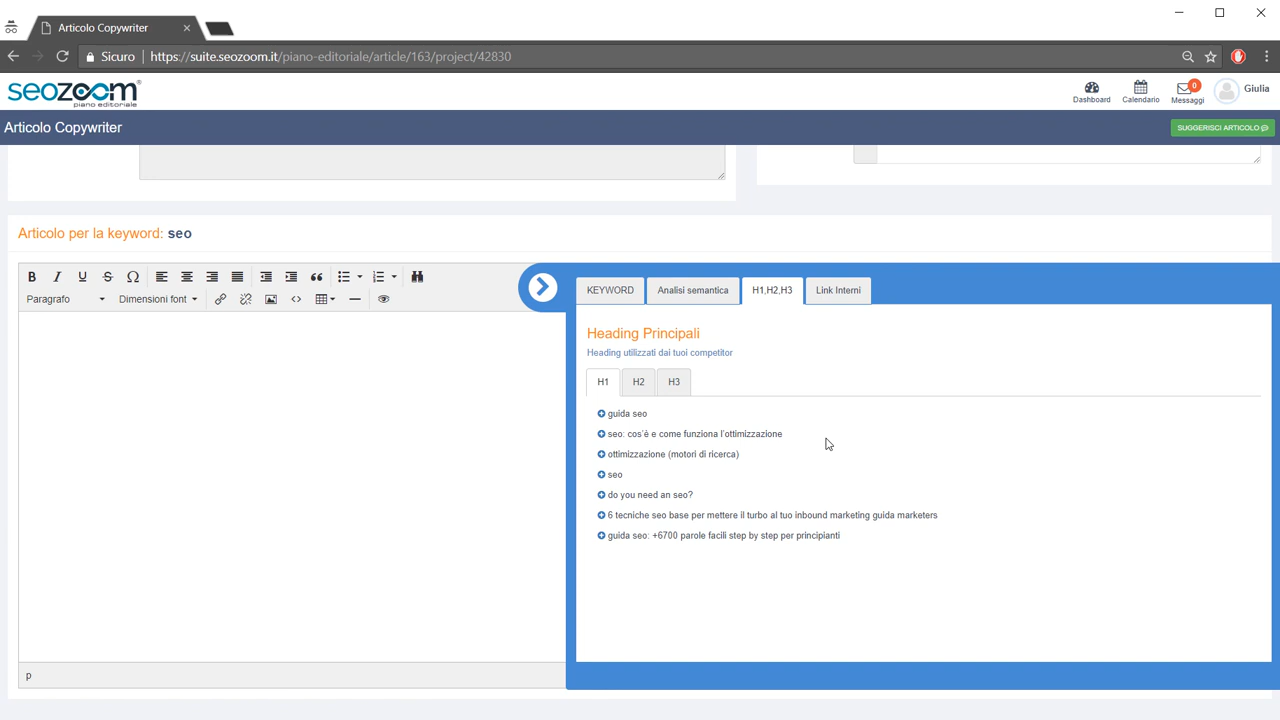 Articolo Copywriter
Sicuro
https://suite.seozoom.it/piano-editoriale/article/163/project/42830
seozoom®
piano editoriale
Dashboard
Calendario
0
Messaggi
Giulia
Articolo Copywriter
SUGGERISCI ARTICOLO
Articolo per la keyword: seo
B I U S Ω
Paragrafo
Dimensioni font
KEYWORD
Analisi semantica
H1,H2,H3
Link Interni
Heading Principali
Heading utilizzati dai tuoi competitor
H1
H2
H3
guida seo
seo: cos'è e come funziona l'ottimizzazione
ottimizzazione (motori di ricerca)
seo
do you need an seo?
6 tecniche seo base per mettere il turbo al tuo inbound marketing guida marketers
guida seo: +6700 parole facili step by step per principianti
p